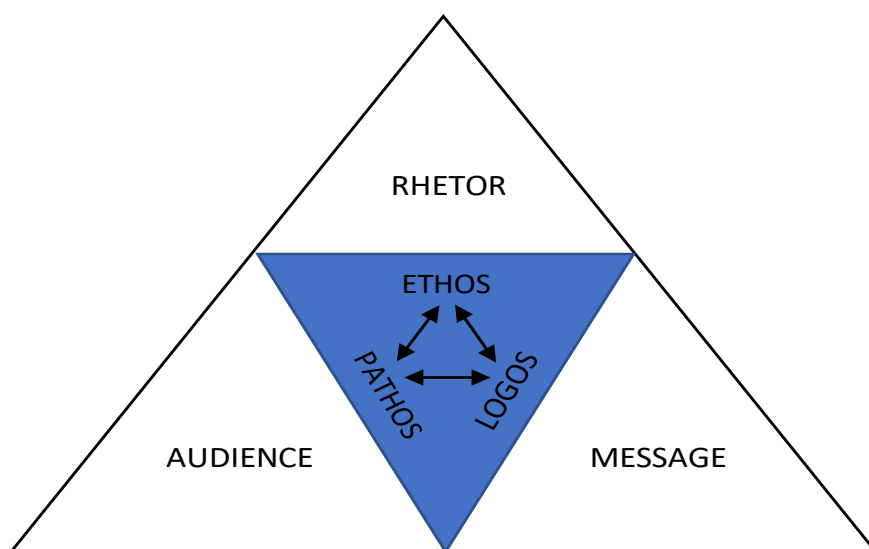 RHETOR
ETHOS
PATHOS
LOGOS
AUDIENCE
MESSAGE